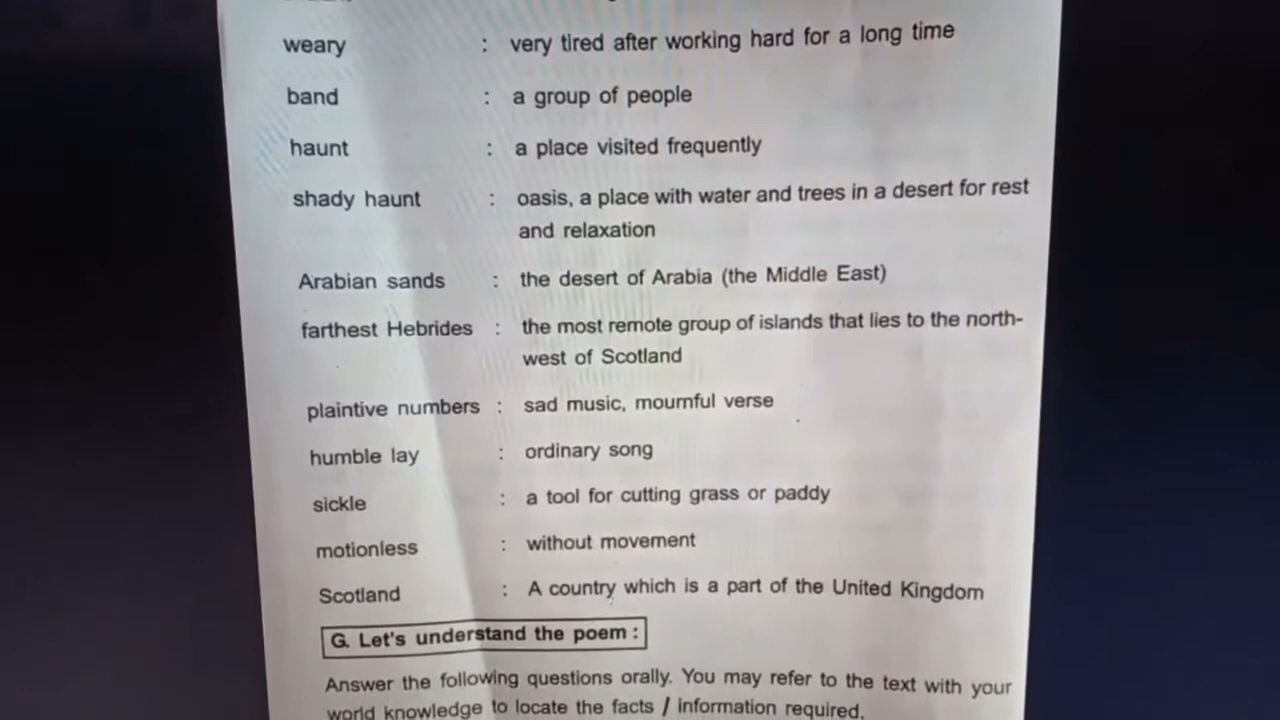 weary : very tired after working hard for a long time
band : a group of people
haunt : a place visited frequently
shady haunt : oasis, a place with water and trees in a desert for rest
and relaxation
Arabian sands : the desert of Arabia (the Middle East)
farthest Hebrides : the most remote group of islands that lies to the north-
west of Scotland
plaintive numbers : sad music, mournful verse
humble lay : ordinary song
sickle : a tool for cutting grass or paddy
motionless : without movement
Scotland : A country which is a part of the United Kingdom
G. Let's understand the poem :
Answer the following questions orally. You may refer to the text with your
world knowledge to locate the facts / information required.